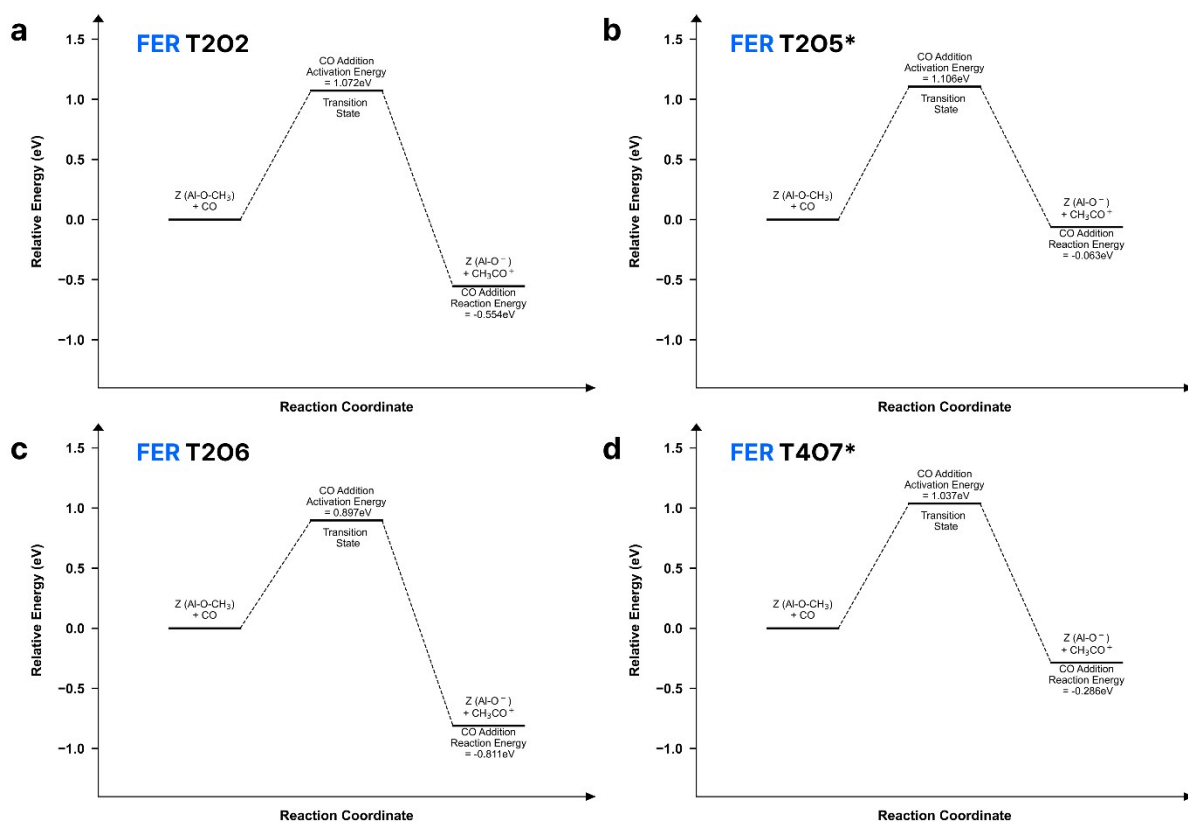 a
FER T2O2
Relative Energy (eV)
1.5
1.0
0.5
0.0
−0.5
−1.0
CO Addition
Activation Energy
= 1.072eV
Transition
State
Z (Al-O-CH₃)
+ CO
Z (Al-O⁻)
+ CH₃CO⁺
CO Addition
Reaction Energy
= -0.554eV
Reaction Coordinate
b
FER T2O5*
Relative Energy (eV)
1.5
1.0
0.5
0.0
−0.5
−1.0
CO Addition
Activation Energy
= 1.106eV
Transition
State
Z (Al-O-CH₃)
+ CO
Z (Al-O⁻)
+ CH₃CO⁺
CO Addition
Reaction Energy
= -0.063eV
Reaction Coordinate
c
FER T2O6
Relative Energy (eV)
1.5
1.0
0.5
0.0
−0.5
−1.0
CO Addition
Activation Energy
= 0.897eV
Transition
State
Z (Al-O-CH₃)
+ CO
Z (Al-O⁻)
+ CH₃CO⁺
CO Addition
Reaction Energy
= -0.811eV
Reaction Coordinate
d
FER T4O7*
Relative Energy (eV)
1.5
1.0
0.5
0.0
−0.5
−1.0
CO Addition
Activation Energy
= 1.037eV
Transition
State
Z (Al-O-CH₃)
+ CO
Z (Al-O⁻)
+ CH₃CO⁺
CO Addition
Reaction Energy
= -0.286eV
Reaction Coordinate